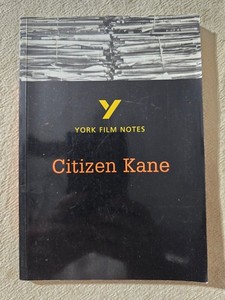 Y
YORK FILM NOTES
Citizen Kane